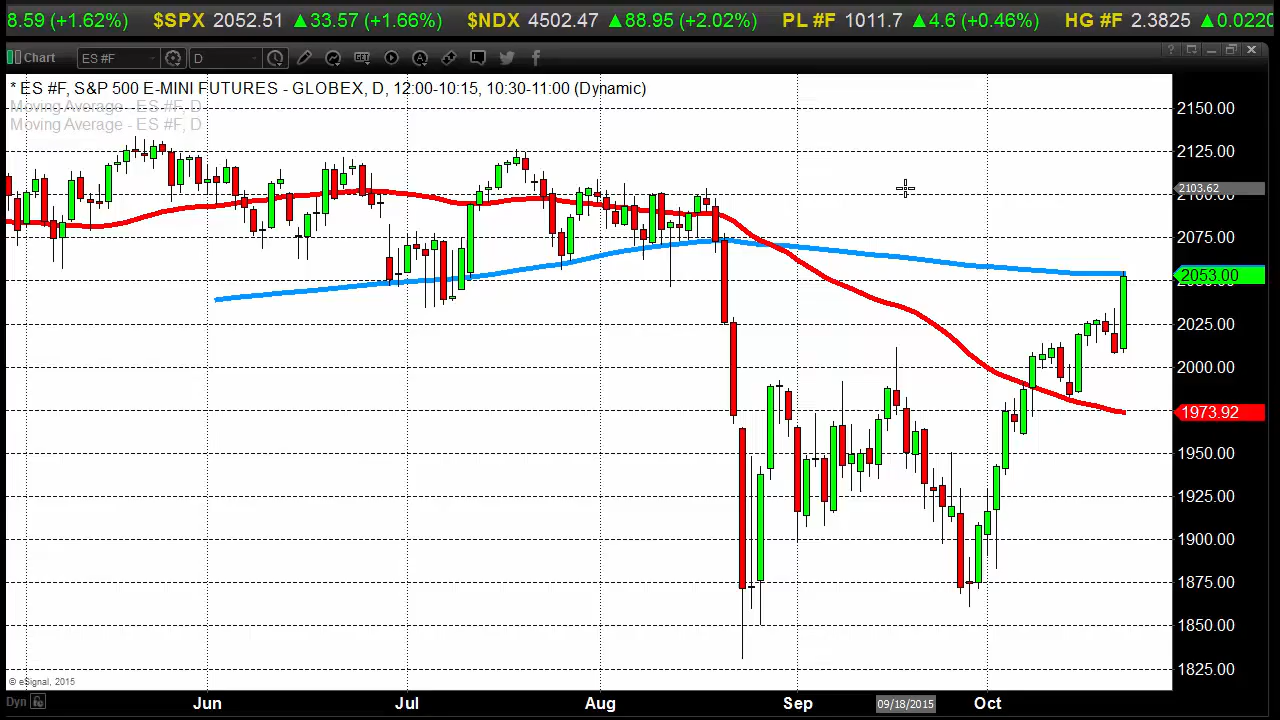 8.59 (+1.62%) $SPX 2052.51 ▲33.57 (+1.66%) $NDX 4502.47 ▲88.95 (+2.02%) PL #F 1011.7 ▲4.6 (+0.46%) HG #F 2.3825 ▲0.0220
Chart ES #F D
* ES #F, S&P 500 E-MINI FUTURES - GLOBEX, D, 12:00-10:15, 10:30-11:00 (Dynamic)
Moving Average - ES #F, D
Moving Average - ES #F, D
2150.00
2125.00
2103.62
2100.00
2075.00
2053.00
2050.00
2025.00
2000.00
1973.92
1950.00
1925.00
1900.00
1875.00
1850.00
1825.00
© eSignal, 2015
Dyn Jun Jul Aug Sep 09/18/2015 Oct